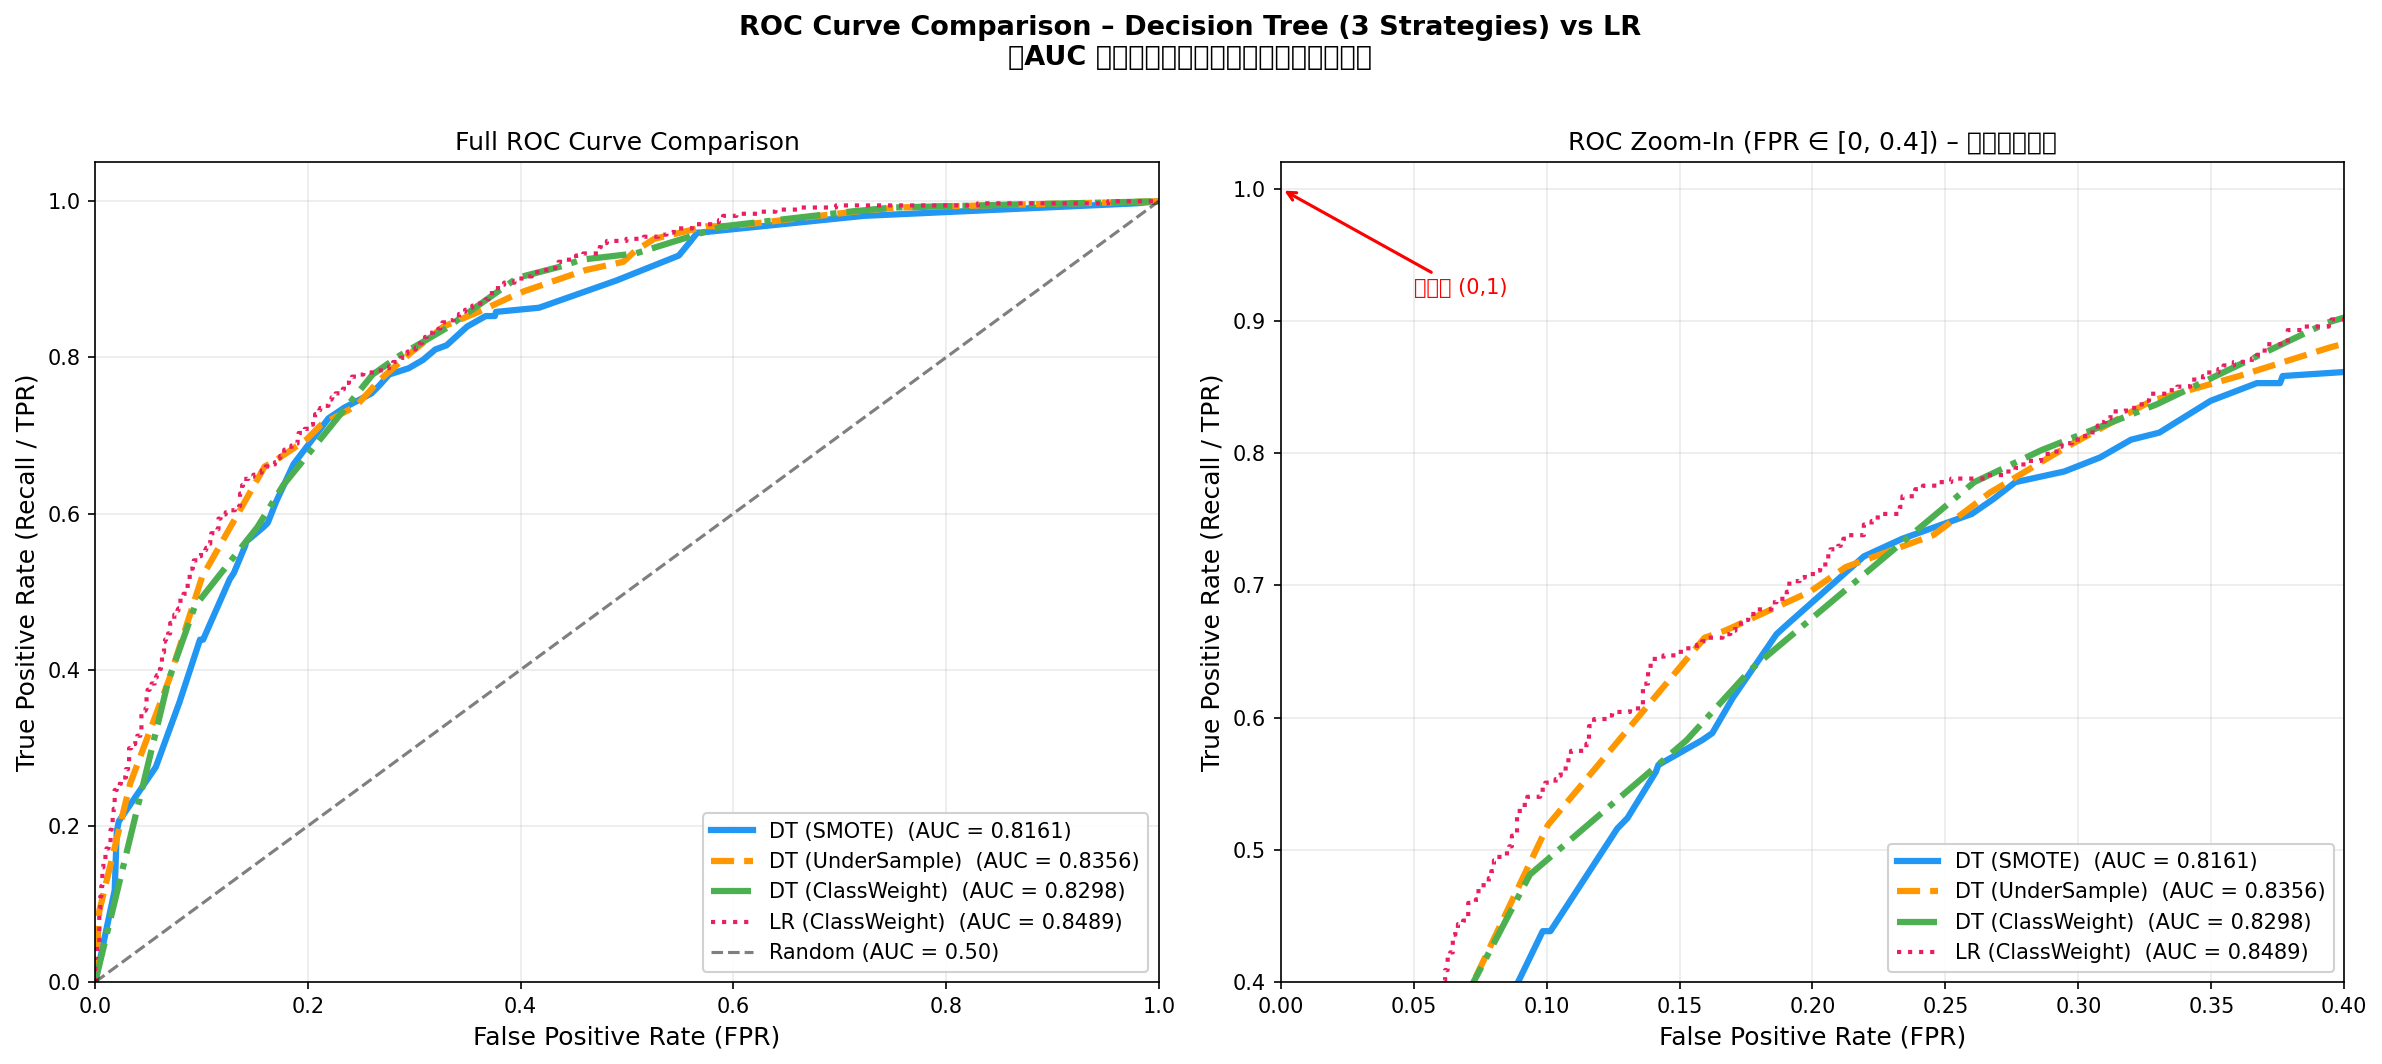 ROC Curve Comparison – Decision Tree (3 Strategies) vs LR
AUC
Full ROC Curve Comparison
True Positive Rate (Recall / TPR)
1.0
0.8
0.6
0.4
0.2
0.0
0.0 0.2 0.4 0.6 0.8 1.0
False Positive Rate (FPR)
DT (SMOTE) (AUC = 0.8161)
DT (UnderSample) (AUC = 0.8356)
DT (ClassWeight) (AUC = 0.8298)
LR (ClassWeight) (AUC = 0.8489)
Random (AUC = 0.50)
ROC Zoom-In (FPR ∈ [0, 0.4]) –
True Positive Rate (Recall / TPR)
1.0
0.9
0.8
0.7
0.6
0.5
0.4
(0,1)
0.00 0.05 0.10 0.15 0.20 0.25 0.30 0.35 0.40
False Positive Rate (FPR)
DT (SMOTE) (AUC = 0.8161)
DT (UnderSample) (AUC = 0.8356)
DT (ClassWeight) (AUC = 0.8298)
LR (ClassWeight) (AUC = 0.8489)